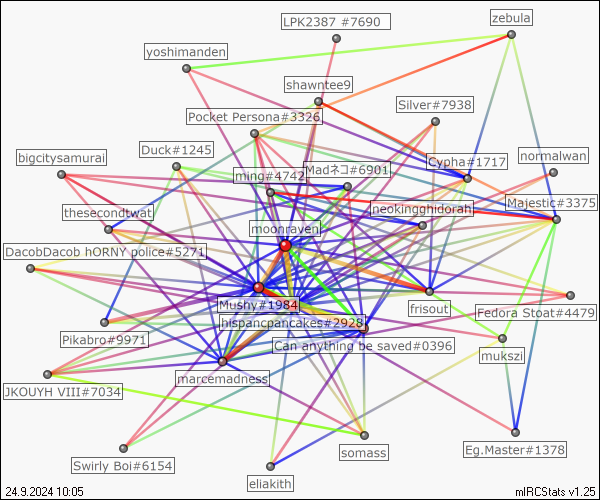 LPK2387 #7690
zebula
yoshimanden
shawntee9
Silver#7938
Pocket Persona#3326
Duck#1245
bigcitysamurai
Cypha#1717
normalwan
ming#4742
Madネコ#6901
Majestic#3375
thesecondtwat
neokingghidorah
moonraven
DacobDacob hORNY police#5271
Mushy#1984
frisout
Fedora Stoat#4479
hispancpancakes#2928
Pikabro#9971
Can anything be saved#0396
mukszi
marcemadness
JKOUYH VIII#7034
somass
Eg.Master#1378
Swirly Boi#6154
eliakith
24.9.2024 10:05
mIRCStats v1.25